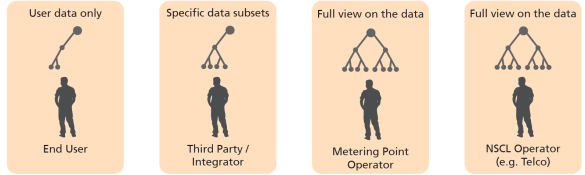 User data only
End User
Specific data subsets
Third Party /
Integrator
Full view on the data
Metering Point
Operator
Full view on the data
NSCL Operator
(e.g. Telco)